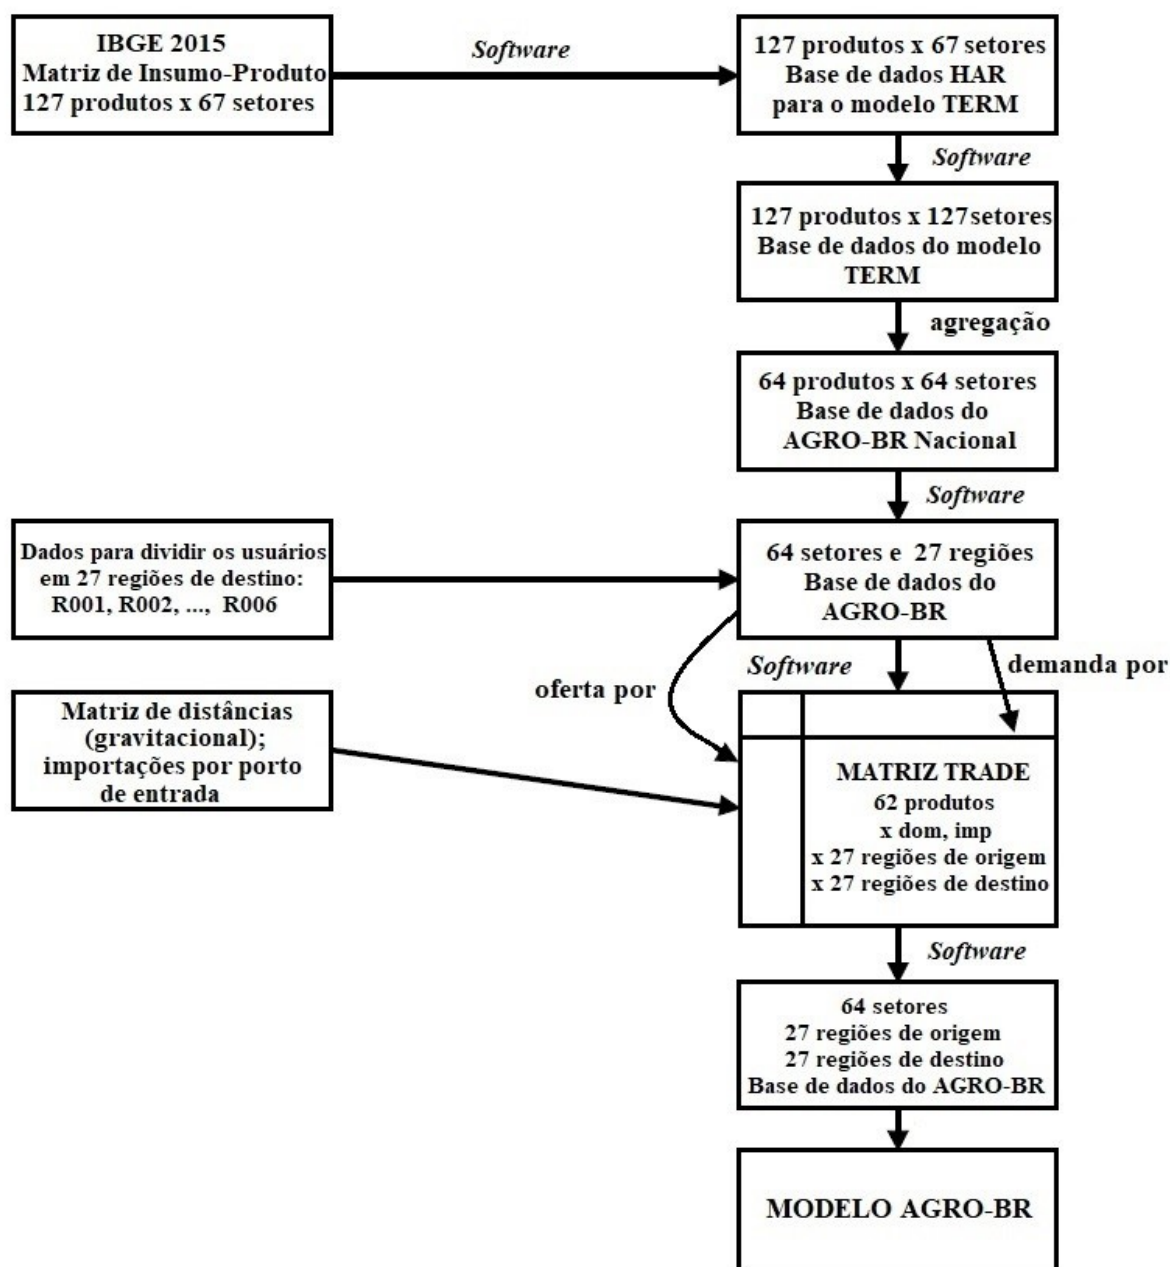 IBGE 2015
Matriz de Insumo-Produto
127 produtos x 67 setores
Software
127 produtos x 67 setores
Base de dados HAR
para o modelo TERM
Software
127 produtos x 127setores
Base de dados do modelo
TERM
agregação
64 produtos x 64 setores
Base de dados do
AGRO-BR Nacional
Software
Dados para dividir os usuários
em 27 regiões de destino:
R001, R002, ..., R006
64 setores e 27 regiões
Base de dados do
AGRO-BR
oferta por
Software
demanda por
Matriz de distâncias
(gravitacional);
importações por porto
de entrada
MATRIZ TRADE
62 produtos
x dom, imp
x 27 regiões de origem
x 27 regiões de destino
Software
64 setores
27 regiões de origem
27 regiões de destino
Base de dados do AGRO-BR
MODELO AGRO-BR